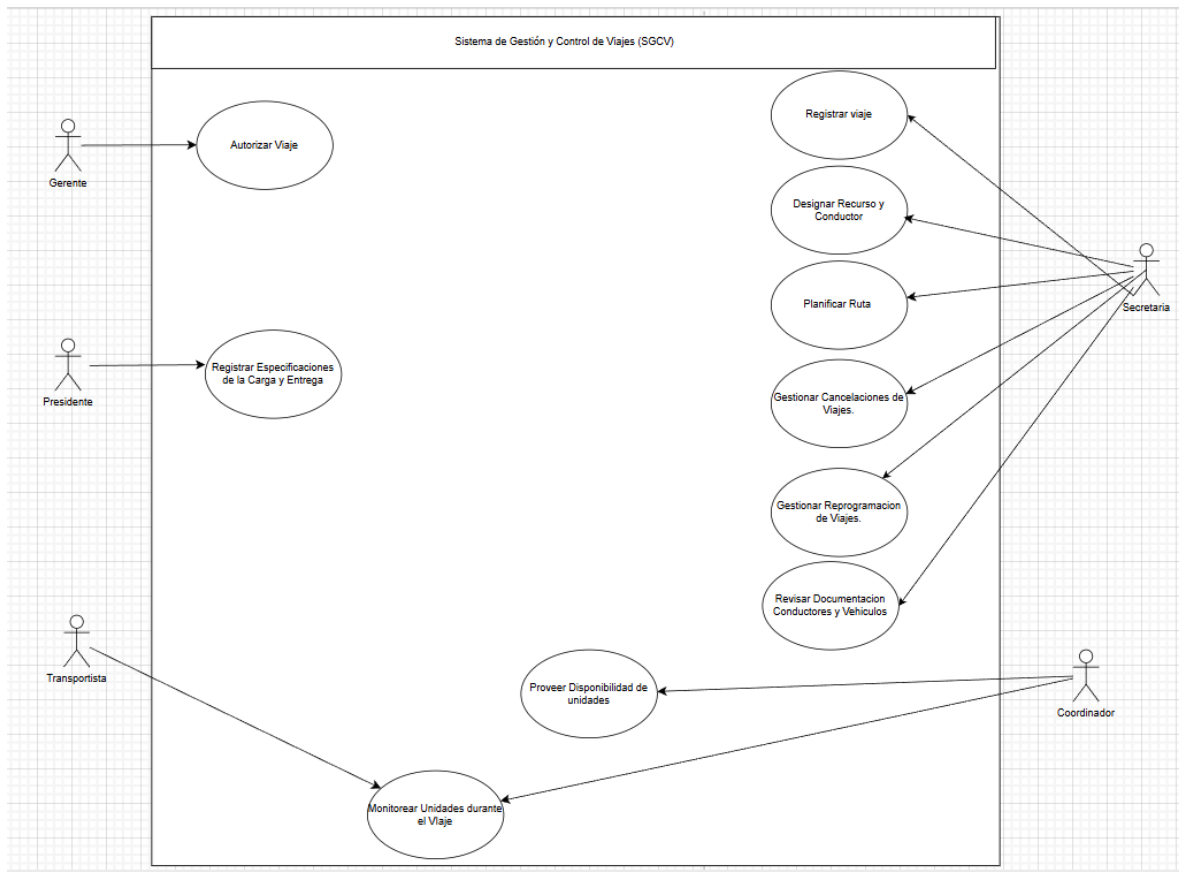 Sistema de Gestión y Control de Viajes (SGCV)
Registrar viaje
Autorizar Viaje
Gerente
Designar Recurso y
Conductor
Planificar Ruta
Secretaria
Registrar Especificaciones
de la Carga y Entrega
Presidente
Gestionar Cancelaciones de
Viajes.
Gestionar Reprogramacion
de Viajes.
Revisar Documentacion
Conductores y Vehiculos
Transportista
Proveer Disponibilidad de
unidades
Coordinador
Monitorear Unidades durante
el VIaje